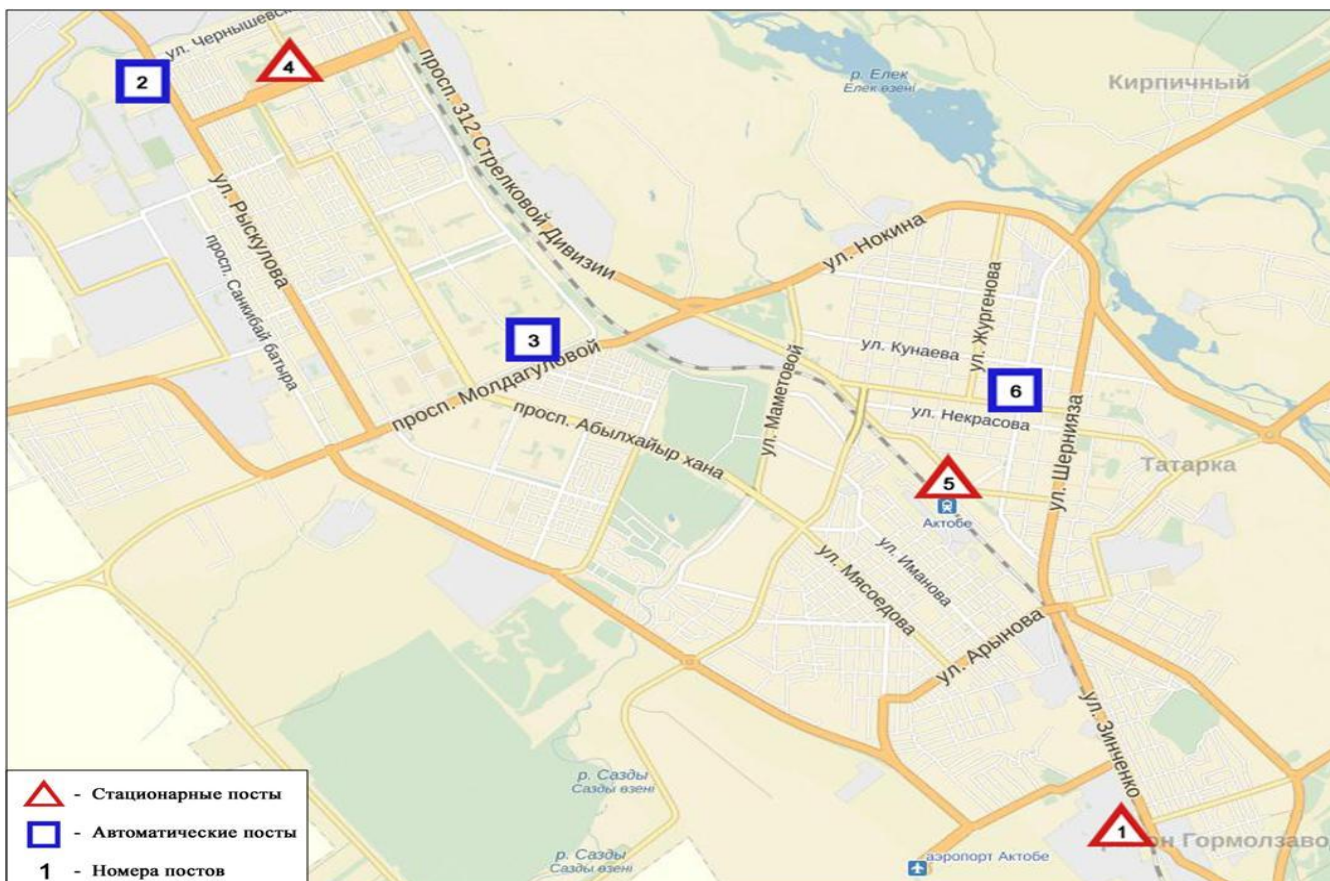 ул. Чернышевск
4
2
просп. 312 Стрелковой Дивизии
р. Елек
Елек өзені
Кирпичный
ул. Рыскулова
просп. Санкибай батыра
ул. Нокина
ул. Жургенова
3
просп. Молдагуловой
ул. Кунаева
6
ул. Маметовой
ул. Некрасова
просп. Абылхайыр хана
ул. Шернияза
Татарка
5
Актобе
ул. Иманова
ул. Мясоедова
ул. Арынова
ул. Зинченко
р. Сазды
Сазды өзені
1
он Гормолзаво
р. Сазды
Сазды өзені
аэропорт Актобе
- Стационарные посты
- Автоматические посты
1 - Номера постов